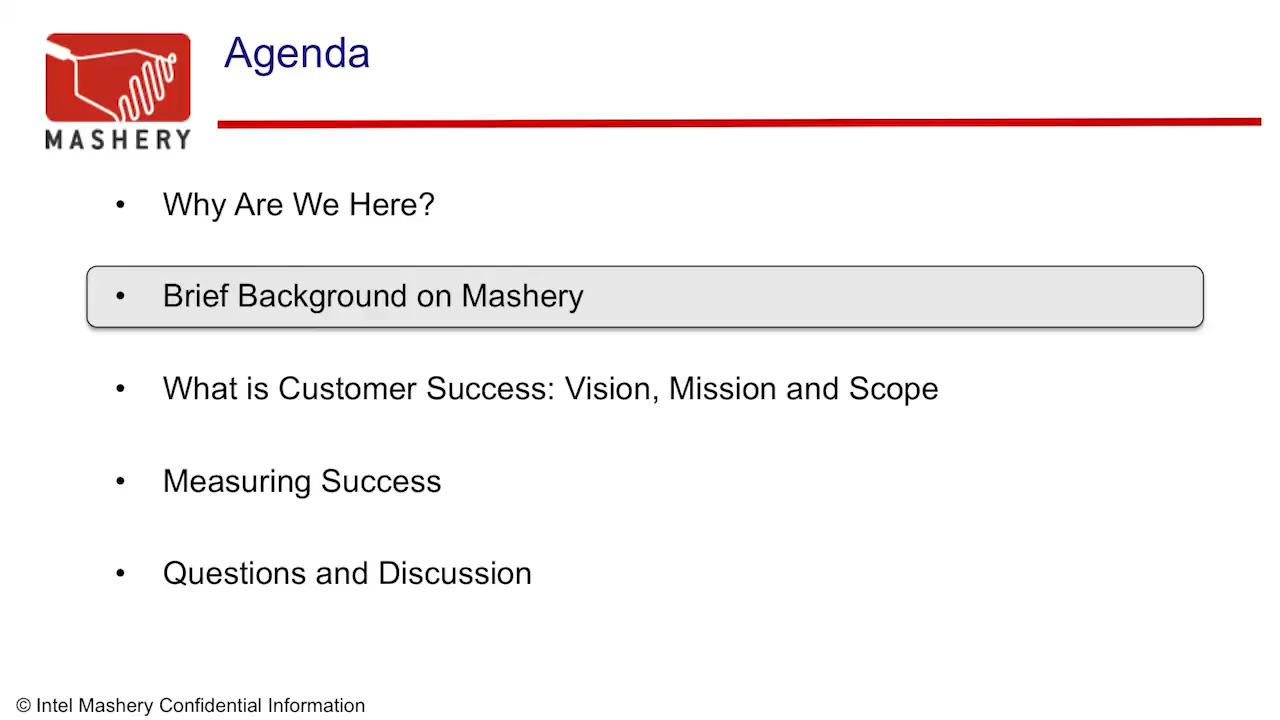 Agenda
MASHERY
• Why Are We Here?
• Brief Background on Mashery
• What is Customer Success: Vision, Mission and Scope
• Measuring Success
• Questions and Discussion
© Intel Mashery Confidential Information